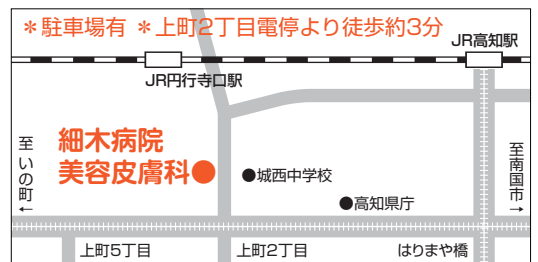 ＊駐車場有 ＊上町2丁目電停より徒歩約3分
JR高知駅
JR円行寺口駅
細木病院
美容皮膚科●
●城西中学校
●高知県庁
至いの町↓
至南国市↓
上町5丁目
上町2丁目
はりまや橋